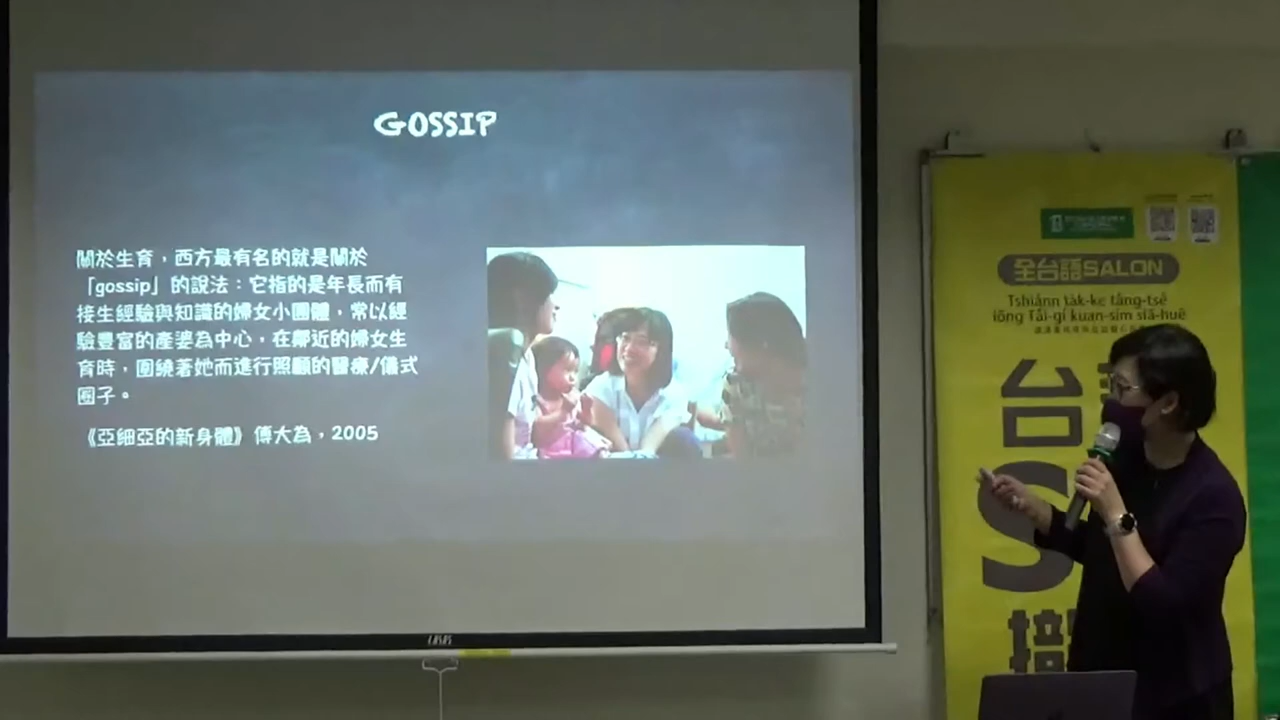 GOSSIP
關於生育，西方最有名的就是關於
「gossip」的說法：它指的是年長而有
接生經驗與知識的婦女小團體，常以經
驗豐富的產婆為中心，在鄰近的婦女生
育時，圍繞著她而進行照顧的醫療/儀式
圈子。
《亞細亞的新身體》傅大為，2005
全台語SALON
Tshiánn ta̍k-ke tâng-tsê
iōng Tâi-gí kuan-sim siā-huē
台
S